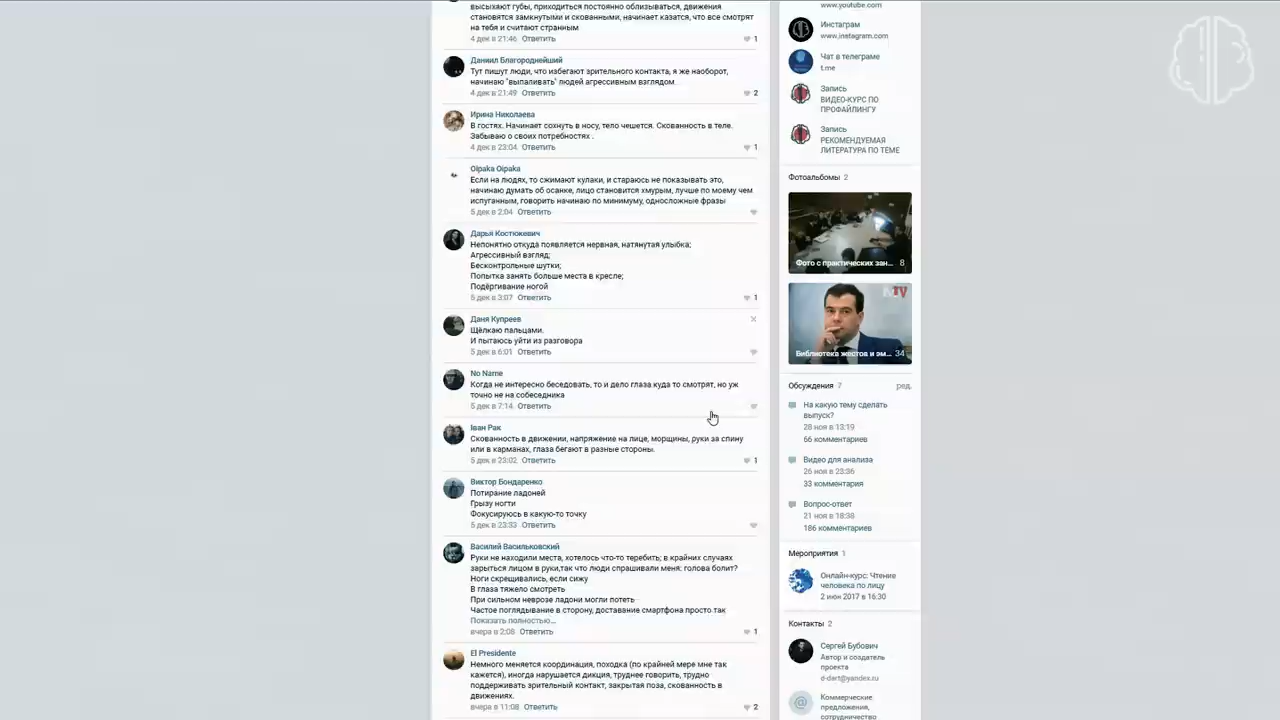 высыхают губы, приходиться постоянно облизываться, движения
становятся замкнутыми и скованными, начинает казатся, что все смотрят
на тебя и считают странным
4 дек в 21:46 Ответить
1
Даниил Благороднейший
Тут пишут люди, что избегают зрительного контакта, я же наоборот,
начинаю "выпаливать" людей агрессивным взглядом.
4 дек в 21:49 Ответить
2
Ирина Николаева
В гостях. Начинает сохнуть в носу, тело чешется. Скованность в теле.
Забываю о своих потребностях .
4 дек в 23:04 Ответить
1
Oipaka Oipaka
Если на людях, то сжимают кулаки, и стараюсь не показывать это,
начинаю думать об осанке, лицо становится хмурым, лучше по моему чем
испуганным, говорить начинаю по минимуму, односложные фразы
5 дек в 2:04 Ответить
Дарья Костюкевич
Непонятно откуда появляется нервная, натянутая улыбка;
Агрессивный взгляд;
Бесконтрольные шутки;
Попытка занять больше места в кресле;
Подёргивание ногой
5 дек в 3:07 Ответить
1
Даня Купреев
Щёлкаю пальцами.
И пытаюсь уйти из разговора
5 дек в 6:01 Ответить
No Name
Когда не интересно беседовать, то и дело глаза куда то смотрят, но уж
точно не на собеседника
5 дек в 7:14 Ответить
Іван Рак
Скованность в движении, напряжение на лице, морщины, руки за спину
или в карманах, глаза бегают в разные стороны.
5 дек в 23:02 Ответить
1
Виктор Бондаренко
Потирание ладоней
Грызу ногти
Фокусируюсь в какую-то точку
5 дек в 23:33 Ответить
Василий Васильковский
Руки не находили места, хотелось что-то теребить; в крайних случаях
зарыться лицом в руки,так что люди спрашивали меня: голова болит?
Ноги скрещивались, если сижу
В глаза тяжело смотреть
При сильном неврозе ладони могли потеть
Частое поглядывание в сторону, доставание смартфона просто так
Показать полностью...
вчера в 2:08 Ответить
1
El Presidente
Немного меняется координация, походка (по крайней мере мне так
кажется), иногда нарушается дикция, труднее говорить, трудно
поддерживать зрительный контакт, закрытая поза, скованность в
движениях.
вчера в 11:08 Ответить
2
www.youtube.com
Инстаграм
www.instagram.com
Чат в телеграме
t.me
Запись
ВИДЕО-КУРС ПО
ПРОФАЙЛИНГУ
Запись
РЕКОМЕНДУЕМАЯ
ЛИТЕРАТУРА ПО ТЕМЕ
Фотоальбомы 2
Фото с практических зан... 8
Библиотека жестов и эм... 34
Обсуждения 7 ред.
На какую тему сделать
выпуск?
28 ноя в 13:19
66 комментариев
Видео для анализа
26 ноя в 23:36
33 комментария
Вопрос-ответ
21 ноя в 18:38
186 комментариев
Мероприятия 1
Онлайн-курс: Чтение
человека по лицу
2 июн 2017 в 16:30
Контакты 2
Сергей Бубович
Автор и создатель
проекта
d-dart@yandex.ru
Коммерческие
предложения,
сотрудничество